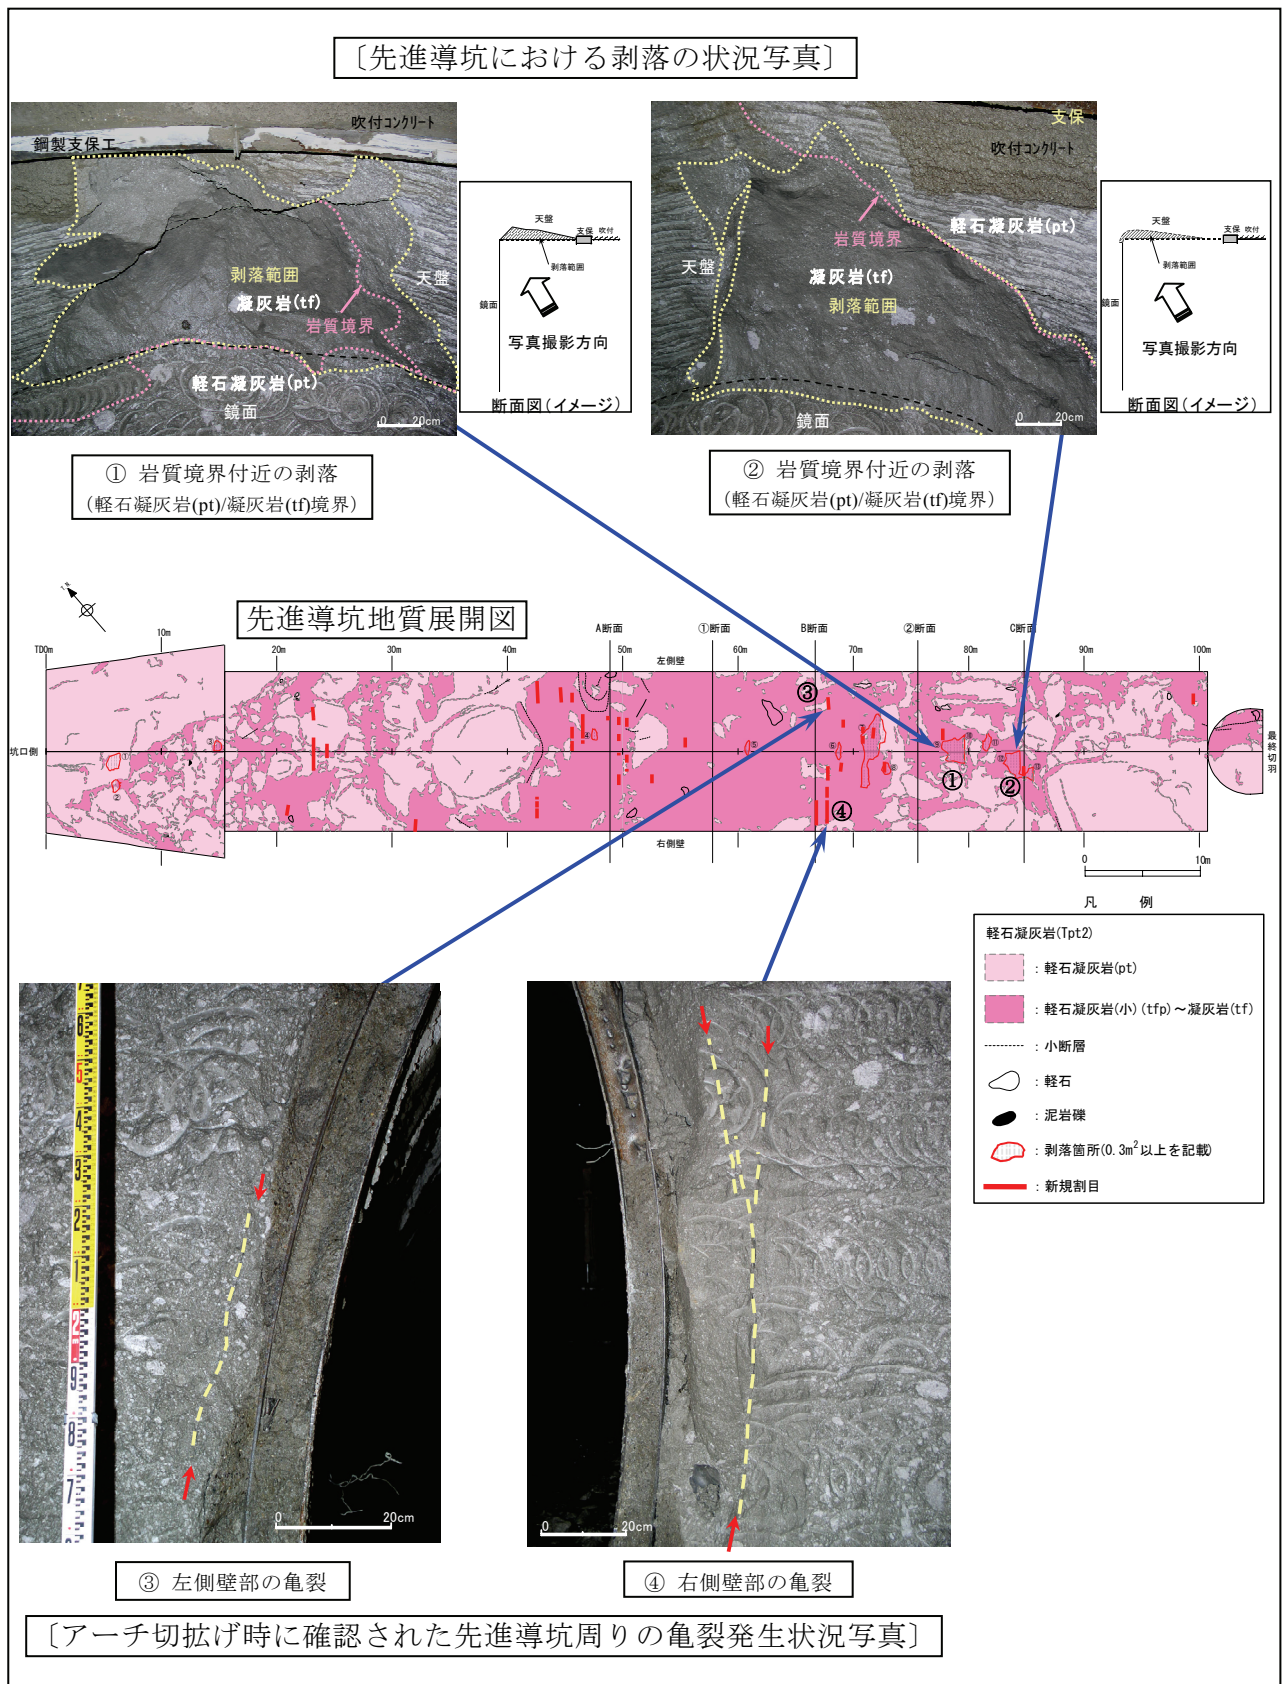 〔先進導坑における剥落の状況写真〕
吹付コンクリート
鋼製支保工
剥落範囲
凝灰岩(tf)
天盤
岩質境界
軽石凝灰岩(pt)
鏡面
0 20cm
天盤
支保 吹付
剥落範囲
鏡面
写真撮影方向
断面図(イメージ)
支保
吹付コンクリート
軽石凝灰岩(pt)
岩質境界
天盤
凝灰岩(tf)
剥落範囲
鏡面
0 20cm
天盤
支保 吹付
剥落範囲
鏡面
写真撮影方向
断面図(イメージ)
① 岩質境界付近の剥落
(軽石凝灰岩(pt)/凝灰岩(tf)境界)
② 岩質境界付近の剥落
(軽石凝灰岩(pt)/凝灰岩(tf)境界)
先進導坑地質展開図
A断面 ①断面 B断面 ②断面 C断面
TD0m 10m 20m 30m 40m 50m 60m 70m 80m 90m 100m
左側壁
坑口側
③
①
②
④
最終切羽
右側壁
0 10m
凡 例
軽石凝灰岩(Tpt2)
：軽石凝灰岩(pt)
：軽石凝灰岩(小)(tfp)～凝灰岩(tf)
：小断層
：軽石
：泥岩礫
：剥落箇所(0.3m²以上を記載)
：新規割目
6
5
4
3
2
1
2
9
8
7
0 20cm
0 20cm
③ 左側壁部の亀裂
④ 右側壁部の亀裂
〔アーチ切拡げ時に確認された先進導坑周りの亀裂発生状況写真〕